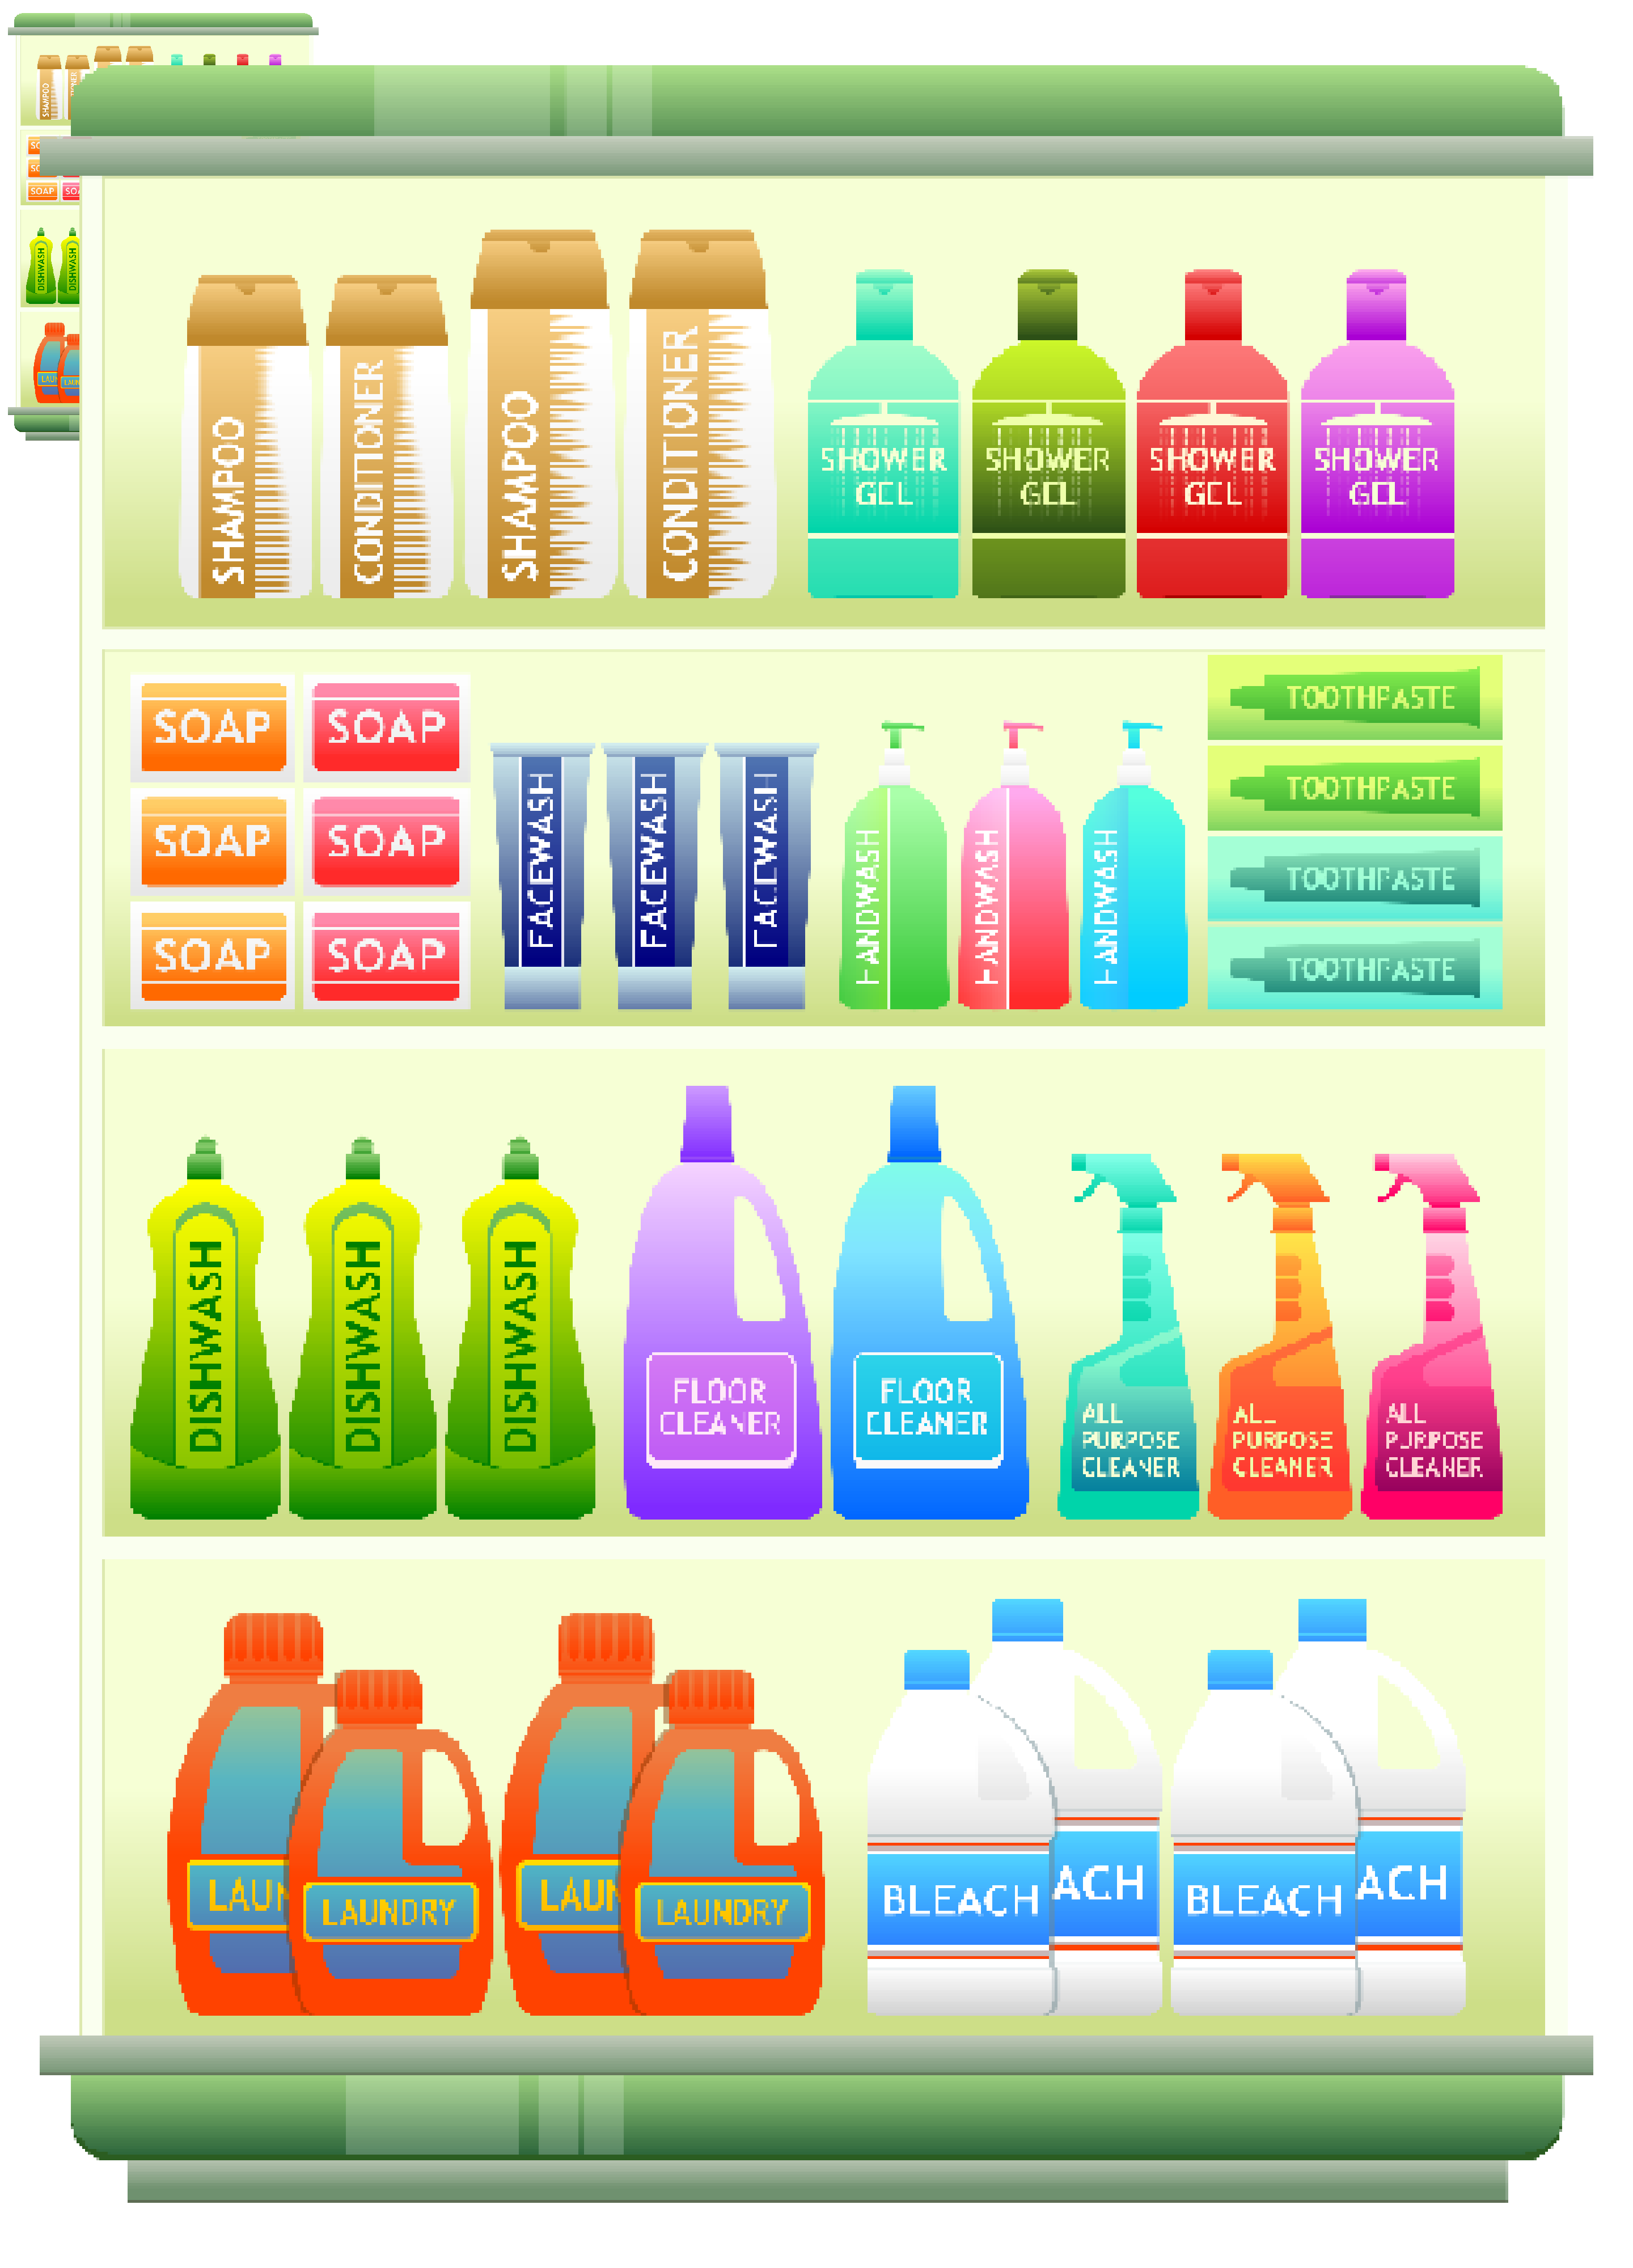 SHAMPOO
SOAP
SOAP
DISHWASH
DISHWASH
SHAMPOO
CONDITIONER
SHAMPOO
CONDITIONER
SHOWER
GEL
SHOWER
GEL
SHOWER
GEL
SHOWER
GEL
SOAP
SOAP
SOAP
SOAP
SOAP
SOAP
FACEWASH
FACEWASH
FACEWASH
HANDWASH
HANDWASH
HANDWASH
TOOTHPASTE
TOOTHPASTE
TOOTHPASTE
TOOTHPASTE
DISHWASH
DISHWASH
DISHWASH
FLOOR
CLEANER
FLOOR
CLEANER
ALL
PURPOSE
CLEANER
ALL
PURPOSE
CLEANER
ALL
PURPOSE
CLEANER
LAUN
LAUNDRY
LAUN
LAUNDRY
BLEACH
ACH
BLEACH
ACH